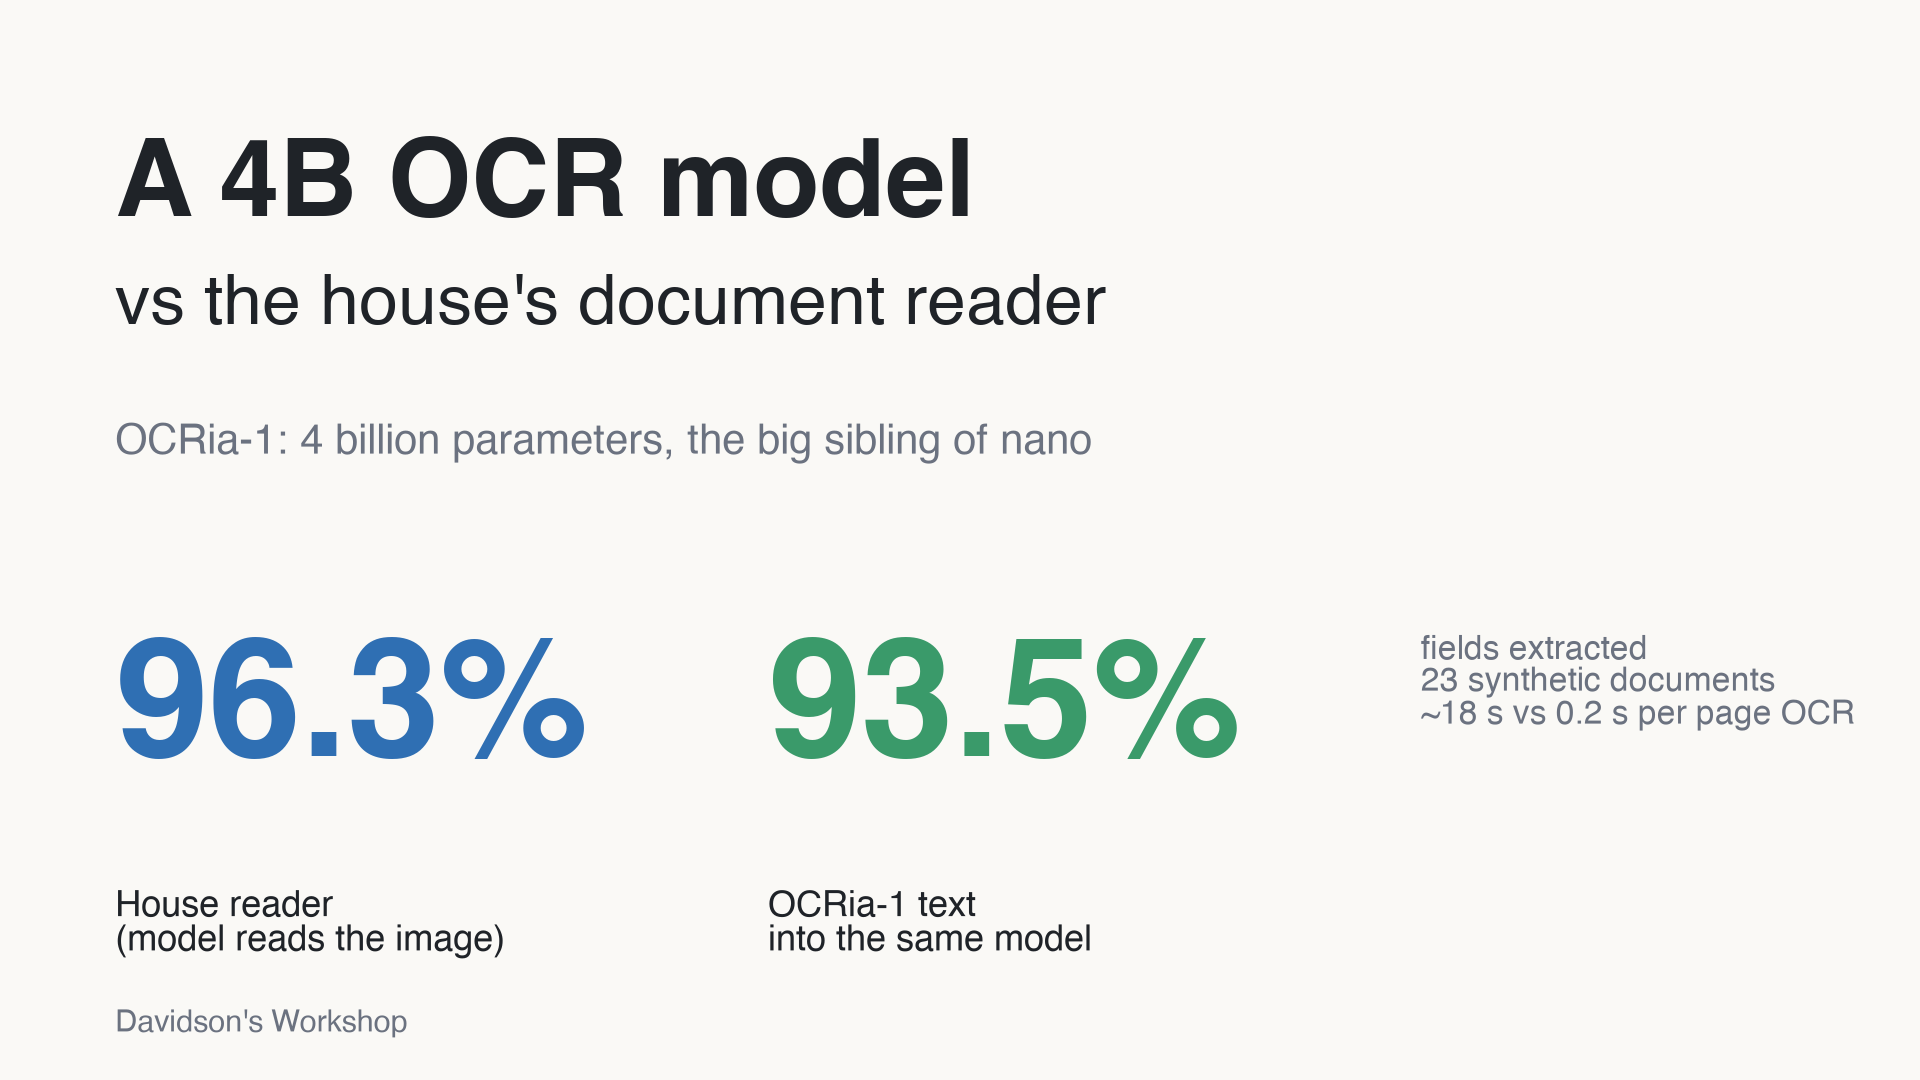 A 4B OCR model
vs the house's document reader
OCRia-1: 4 billion parameters, the big sibling of nano
96.3%
House reader
(model reads the image)
93.5%
OCRia-1 text
into the same model
fields extracted
23 synthetic documents
~18 s vs 0.2 s per page OCR
Davidson's Workshop